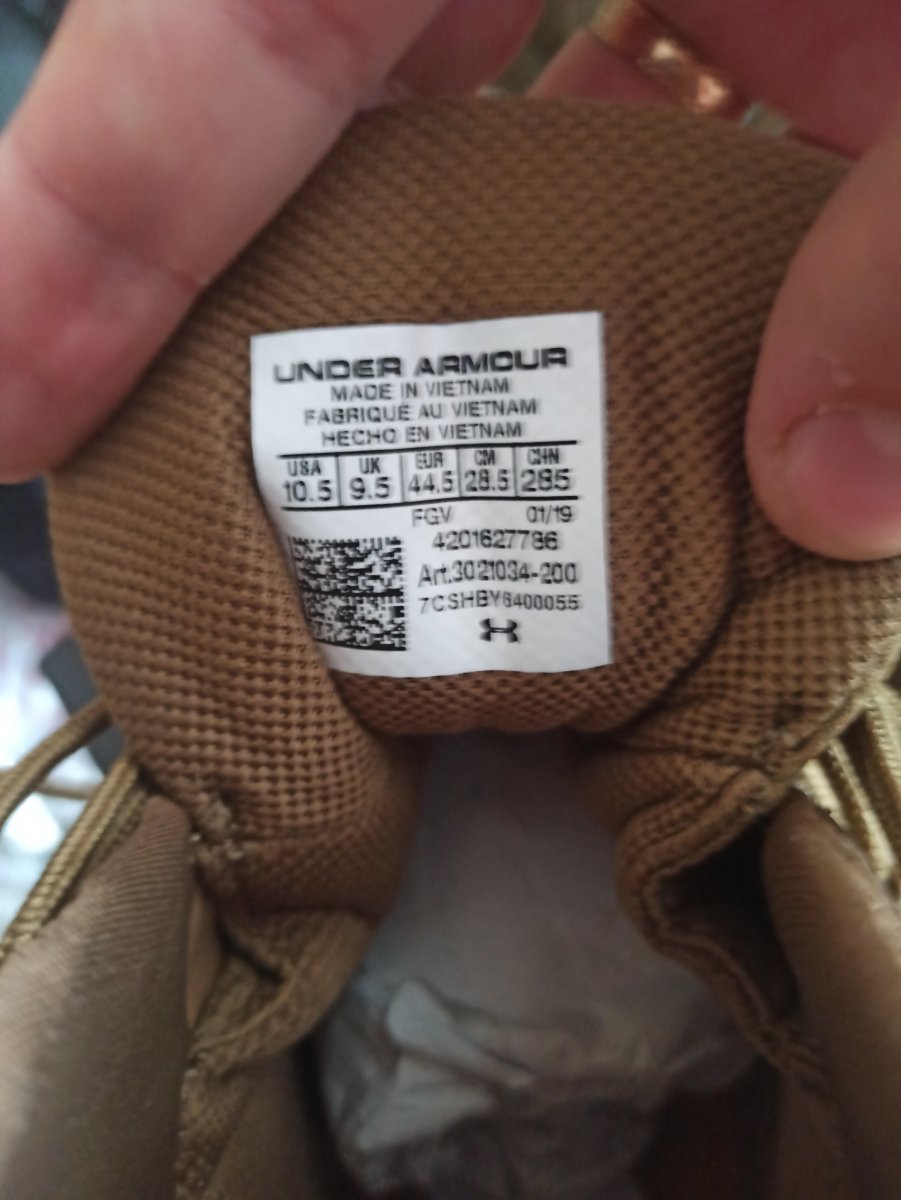 UNDER ARMOUR
MADE IN VIETNAM
FABRIQUÉ AU VIETNAM
HECHO EN VIETNAM
USA UK EUR CM CHN
10.5 9.5 44.5 28.5 285
FGV 01/19
4201627786
Art.3021034-200
7CSHBY6400055